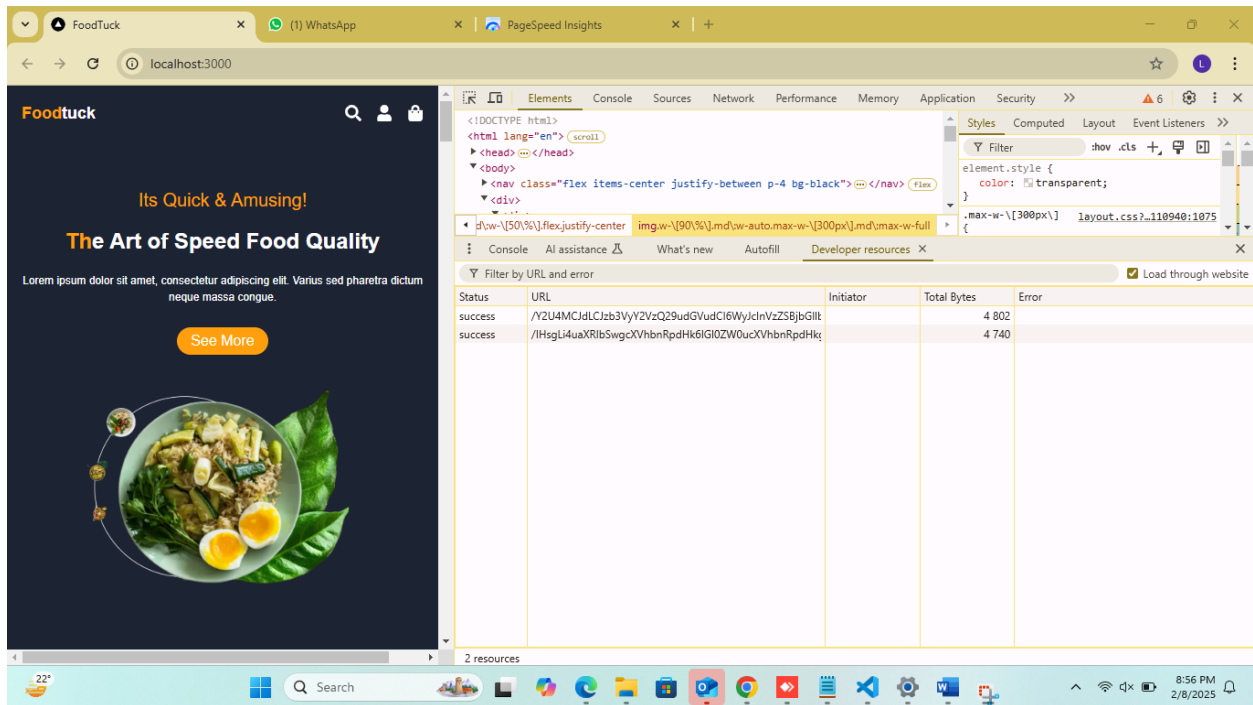 FoodTuck
(1) WhatsApp
PageSpeed Insights
localhost:3000
L
Foodtuck
Its Quick & Amusing!
The Art of Speed Food Quality
Lorem ipsum dolor sit amet, consectetur adipiscing elit. Varius sed pharetra dictum
neque massa congue.
See More
Elements Console Sources Network Performance Memory Application Security 6
<!DOCTYPE html>
<html lang="en"> scroll
<head> </head>
<body>
<nav class="flex items-center justify-between p-4 bg-black"> </nav> flex
<div>
d\:w-\[50\%\].flex.justify-center img.w-\[90\%\].md\:w-auto.max-w-\[300px\].md\:max-w-full
Styles Computed Layout Event Listeners
Filter :hov .cls
element.style {
color: transparent;
}
.max-w-\[300px\] layout.css?…110940:1075
{
Console AI assistance What's new Autofill Developer resources
Filter by URL and error Load through website
Status URL Initiator Total Bytes Error
success 4 802
success 4 740
2 resources
22°
Search
8:56 PM
2/8/2025